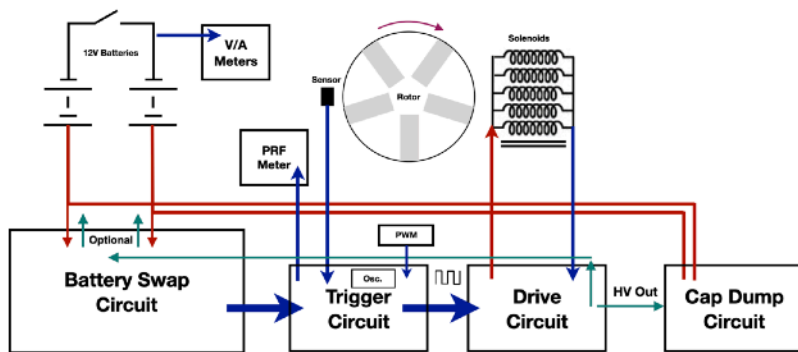 12V Batteries
V/A
Meters
Sensor
Rotor
Solenoids
PRF
Meter
Optional
PWM
Battery Swap
Circuit
Osc.
Trigger
Circuit
Drive
Circuit
HV Out
Cap Dump
Circuit